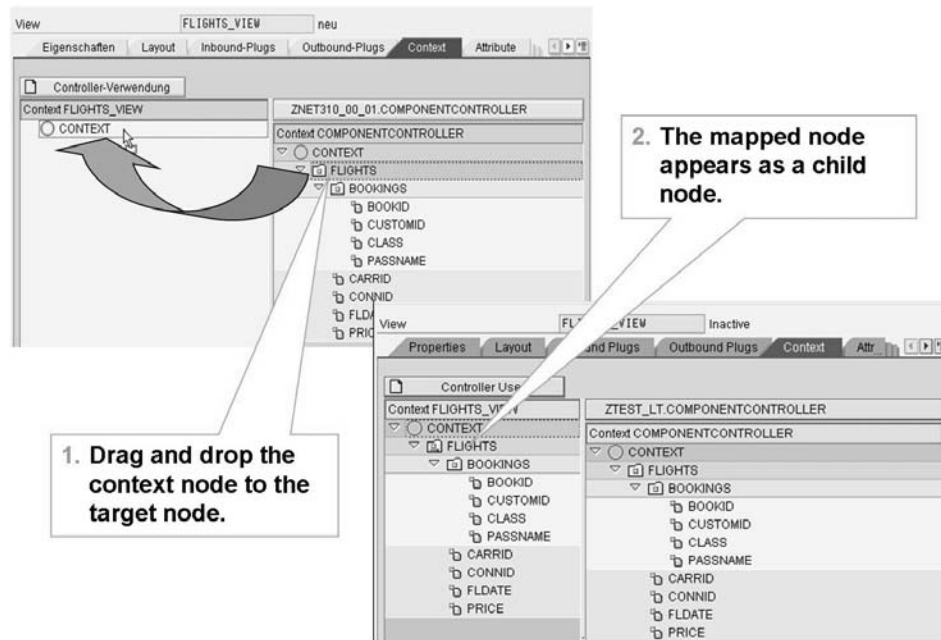 View FLIGHTS_VIEW neu
Eigenschaften Layout Inbound-Plugs Outbound-Plugs Context Attribute
Controller-Verwendung
Context FLIGHTS_VIEW
CONTEXT
ZNET310_00_01.COMPONENTCONTROLLER
Context COMPONENTCONTROLLER
CONTEXT
FLIGHTS
BOOKINGS
BOOKID
CUSTOMID
CLASS
PASSNAME
CARRID
CONNID
2. The mapped node
appears as a child
node.
1. Drag and drop the
context node to the
target node.
View Inactive
Properties Layout Outbound Plugs Context Attr
Controller Use
Context FLIGHTS_VIEW
CONTEXT
FLIGHTS
BOOKINGS
BOOKID
CUSTOMID
CLASS
PASSNAME
CARRID
CONNID
FLDATE
PRICE
ZTEST_LT.COMPONENTCONTROLLER
Context COMPONENTCONTROLLER
CONTEXT
FLIGHTS
BOOKINGS
BOOKID
CUSTOMID
CLASS
PASSNAME
CARRID
CONNID
FLDATE
PRICE